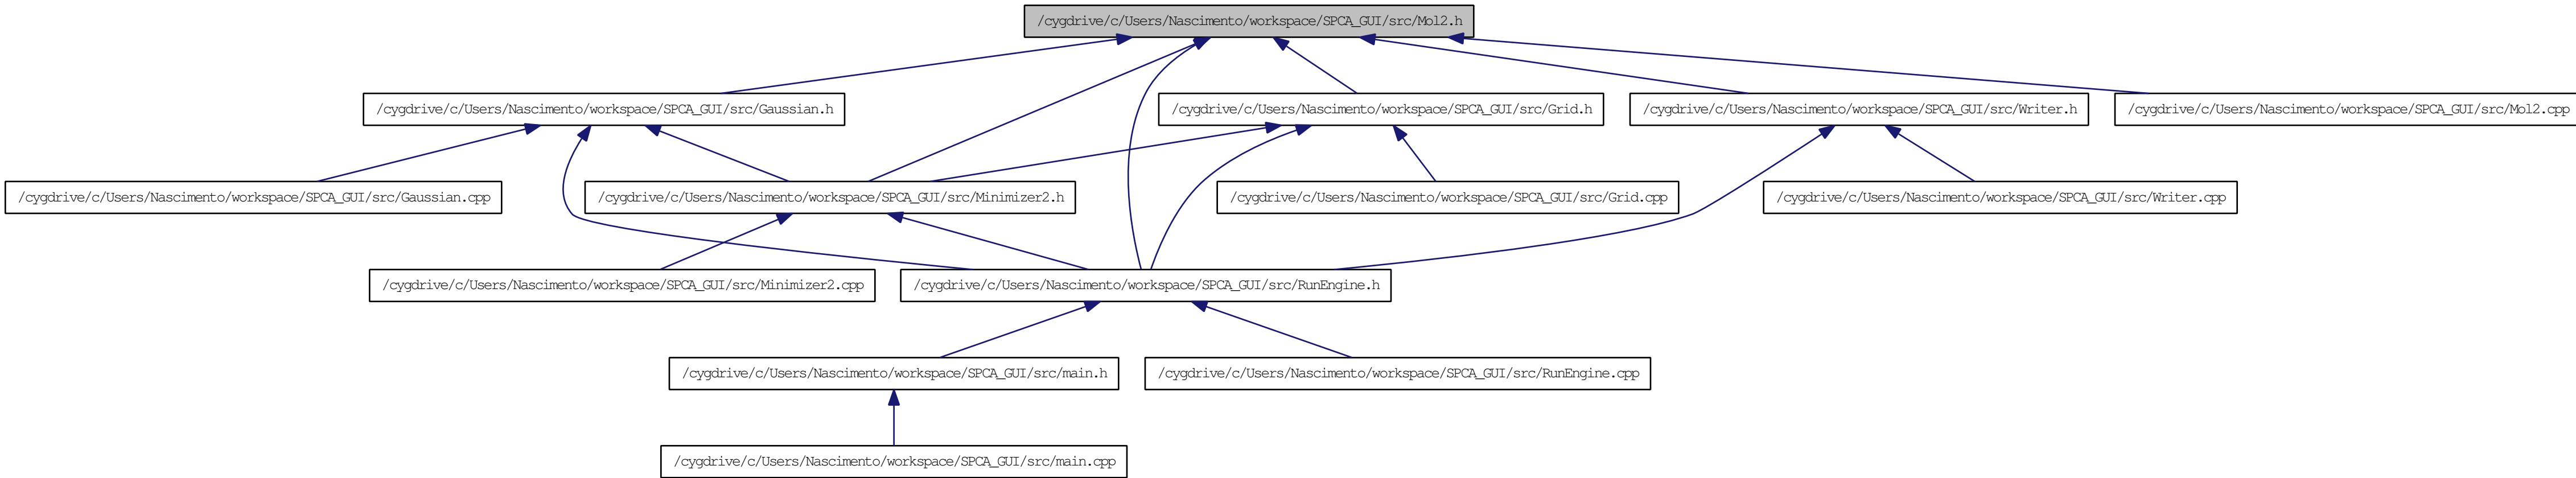 /cygdrive/c/Users/Nascimento/workspace/SPCA_GUI/src/Mol2.h
/cygdrive/c/Users/Nascimento/workspace/SPCA_GUI/src/Gaussian.h
/cygdrive/c/Users/Nascimento/workspace/SPCA_GUI/src/Grid.h
/cygdrive/c/Users/Nascimento/workspace/SPCA_GUI/src/Writer.h
/cygdrive/c/Users/Nascimento/workspace/SPCA_GUI/src/Mol2.cpp
/cygdrive/c/Users/Nascimento/workspace/SPCA_GUI/src/Gaussian.cpp
/cygdrive/c/Users/Nascimento/workspace/SPCA_GUI/src/Minimizer2.h
/cygdrive/c/Users/Nascimento/workspace/SPCA_GUI/src/Grid.cpp
/cygdrive/c/Users/Nascimento/workspace/SPCA_GUI/src/Writer.cpp
/cygdrive/c/Users/Nascimento/workspace/SPCA_GUI/src/Minimizer2.cpp
/cygdrive/c/Users/Nascimento/workspace/SPCA_GUI/src/RunEngine.h
/cygdrive/c/Users/Nascimento/workspace/SPCA_GUI/src/main.h
/cygdrive/c/Users/Nascimento/workspace/SPCA_GUI/src/RunEngine.cpp
/cygdrive/c/Users/Nascimento/workspace/SPCA_GUI/src/main.cpp